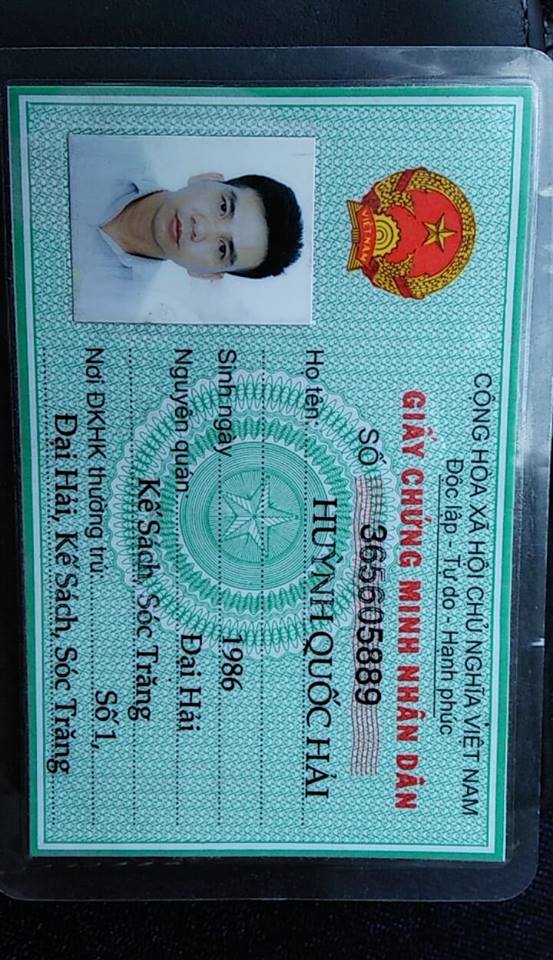 CỘNG HÒA XÃ HỘI CHỦ NGHĨA VIỆT NAM
Độc lập - Tự do - Hạnh phúc
GIẤY CHỨNG MINH NHÂN DÂN
SỐ 365605889
Họ tên: HUỲNH QUỐC HẢI
Sinh ngày 1986
Nguyên quán Đại Hải
Kế Sách, Sóc Trăng
Nơi ĐKHK thường trú: Số 1,
Đại Hải, Kế Sách, Sóc Trăng
VIỆT NAM